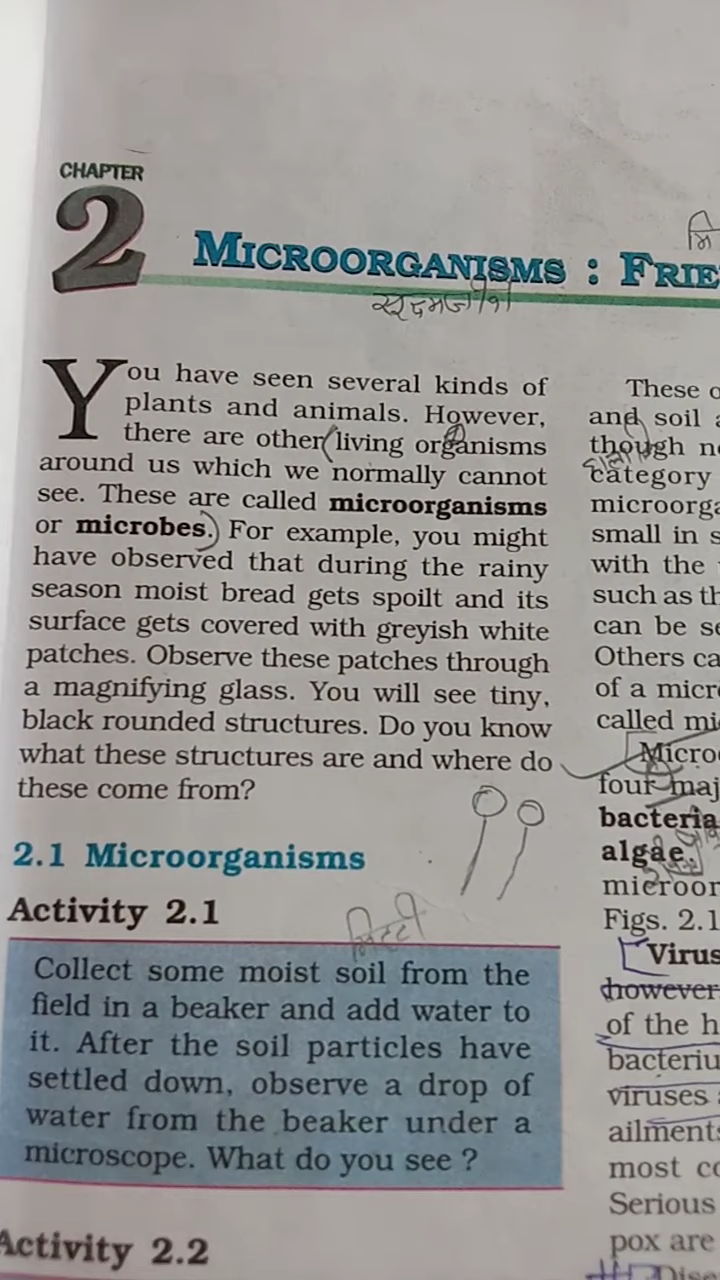 CHAPTER
2
MICROORGANISMS : FRIE
सूक्ष्मजीवो
You have seen several kinds of
plants and animals. However,
there are other living organisms
around us which we normally cannot
see. These are called microorganisms
or microbes. For example, you might
have observed that during the rainy
season moist bread gets spoilt and its
surface gets covered with greyish white
patches. Observe these patches through
a magnifying glass. You will see tiny,
black rounded structures. Do you know
what these structures are and where do
these come from?
2.1 Microorganisms
Activity 2.1
मिट्टी
Collect some moist soil from the
field in a beaker and add water to
it. After the soil particles have
settled down, observe a drop of
water from the beaker under a
microscope. What do you see ?
Activity 2.2
These o
and soil
though n
category
microorga
small in s
with the
such as th
can be se
Others ca
of a micro
called mi
Micro
four maj
bacteria
algae.
microor
Figs. 2.1
Virus
however
of the h
bacteriu
viruses
ailments
most co
Serious
pox are